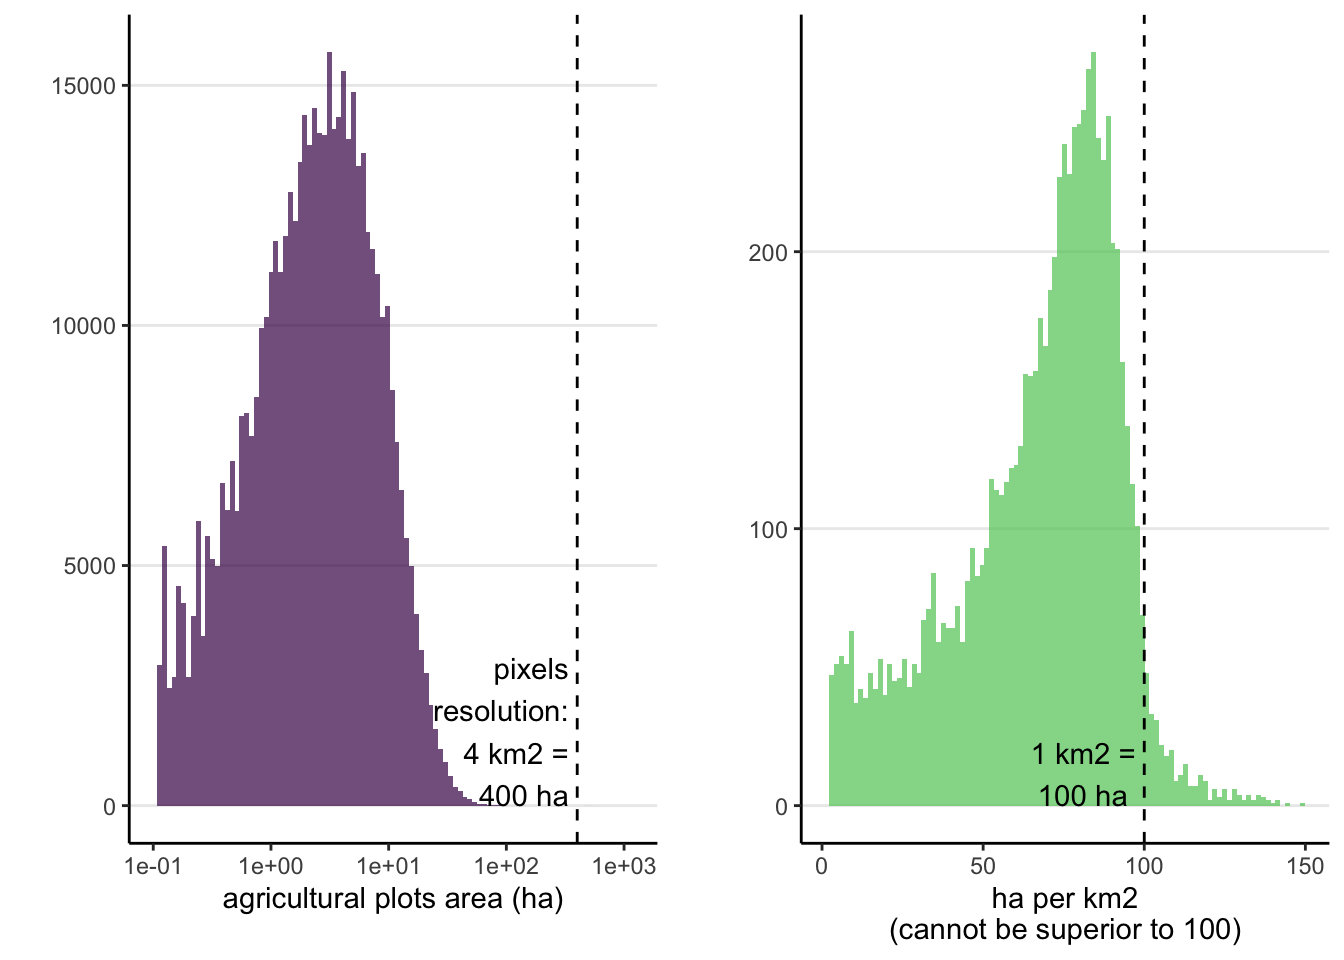 15000
10000
5000
0
pixels
resolution:
4 km2 =
400 ha
1e-01 1e+00 1e+01 1e+02 1e+03
agricultural plots area (ha)
200
100
0
1 km2 =
100 ha
0 50 100 150
ha per km2
(cannot be superior to 100)